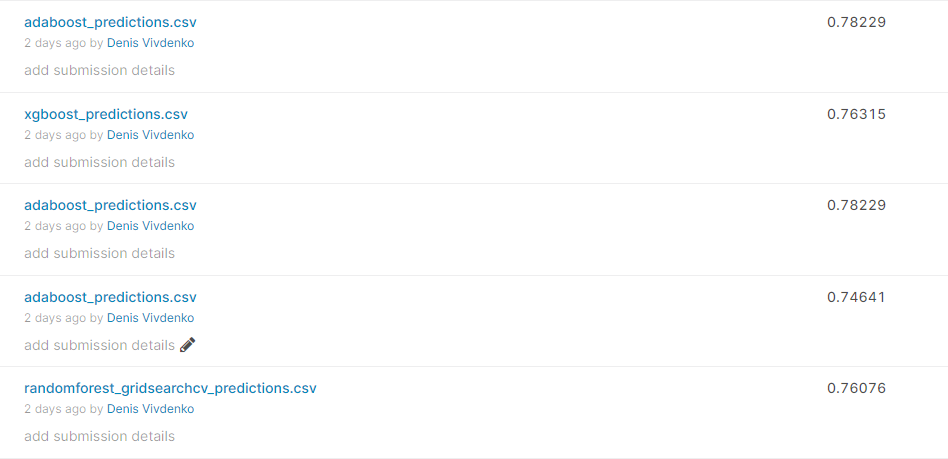 adaboost_predictions.csv 0.78229
2 days ago by Denis Vivdenko
add submission details
xgboost_predictions.csv 0.76315
2 days ago by Denis Vivdenko
add submission details
adaboost_predictions.csv 0.78229
2 days ago by Denis Vivdenko
add submission details
adaboost_predictions.csv 0.74641
2 days ago by Denis Vivdenko
add submission details
randomforest_gridsearchcv_predictions.csv 0.76076
2 days ago by Denis Vivdenko
add submission details